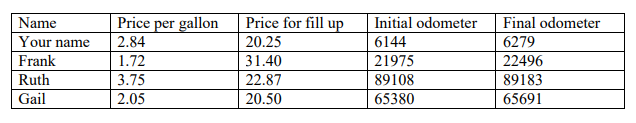 Name Price per gallon Price for fill up Initial odometer Final odometer
Your name 2.84 20.25 6144 6279
Frank 1.72 31.40 21975 22496
Ruth 3.75 22.87 89108 89183
Gail 2.05 20.50 65380 65691